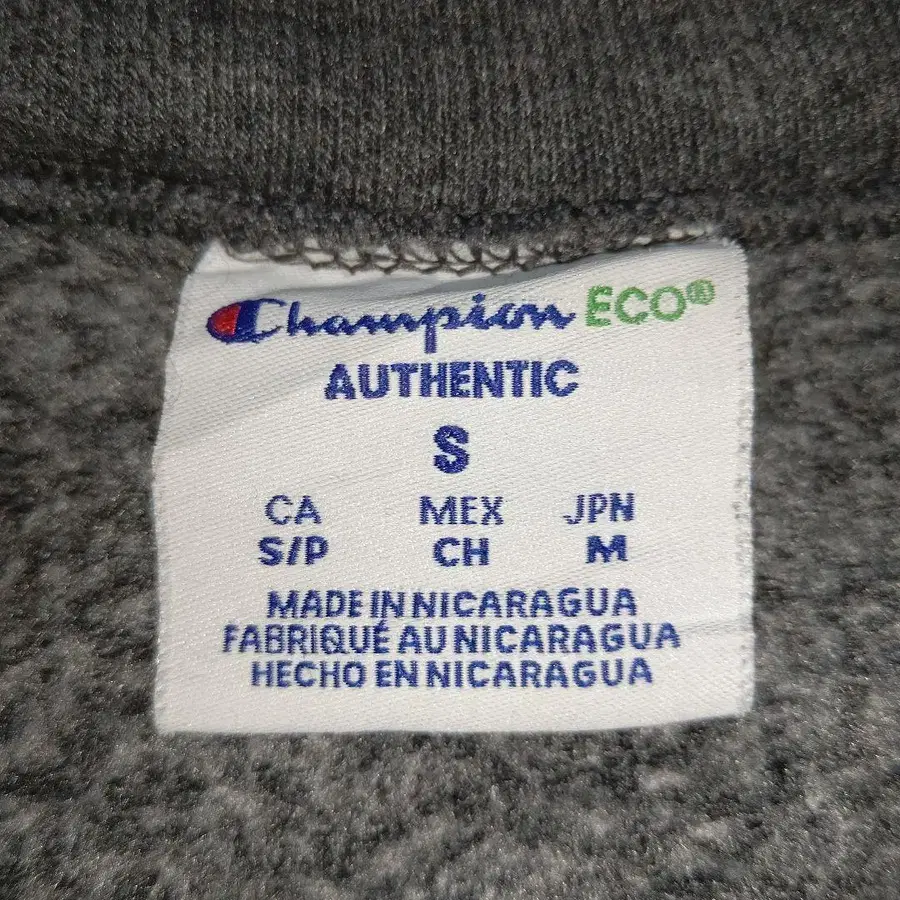 Champion ECO®
AUTHENTIC
S
CA MEX JPN
S/P CH M
MADE IN NICARAGUA
FABRIQUÉ AU NICARAGUA
HECHO EN NICARAGUA